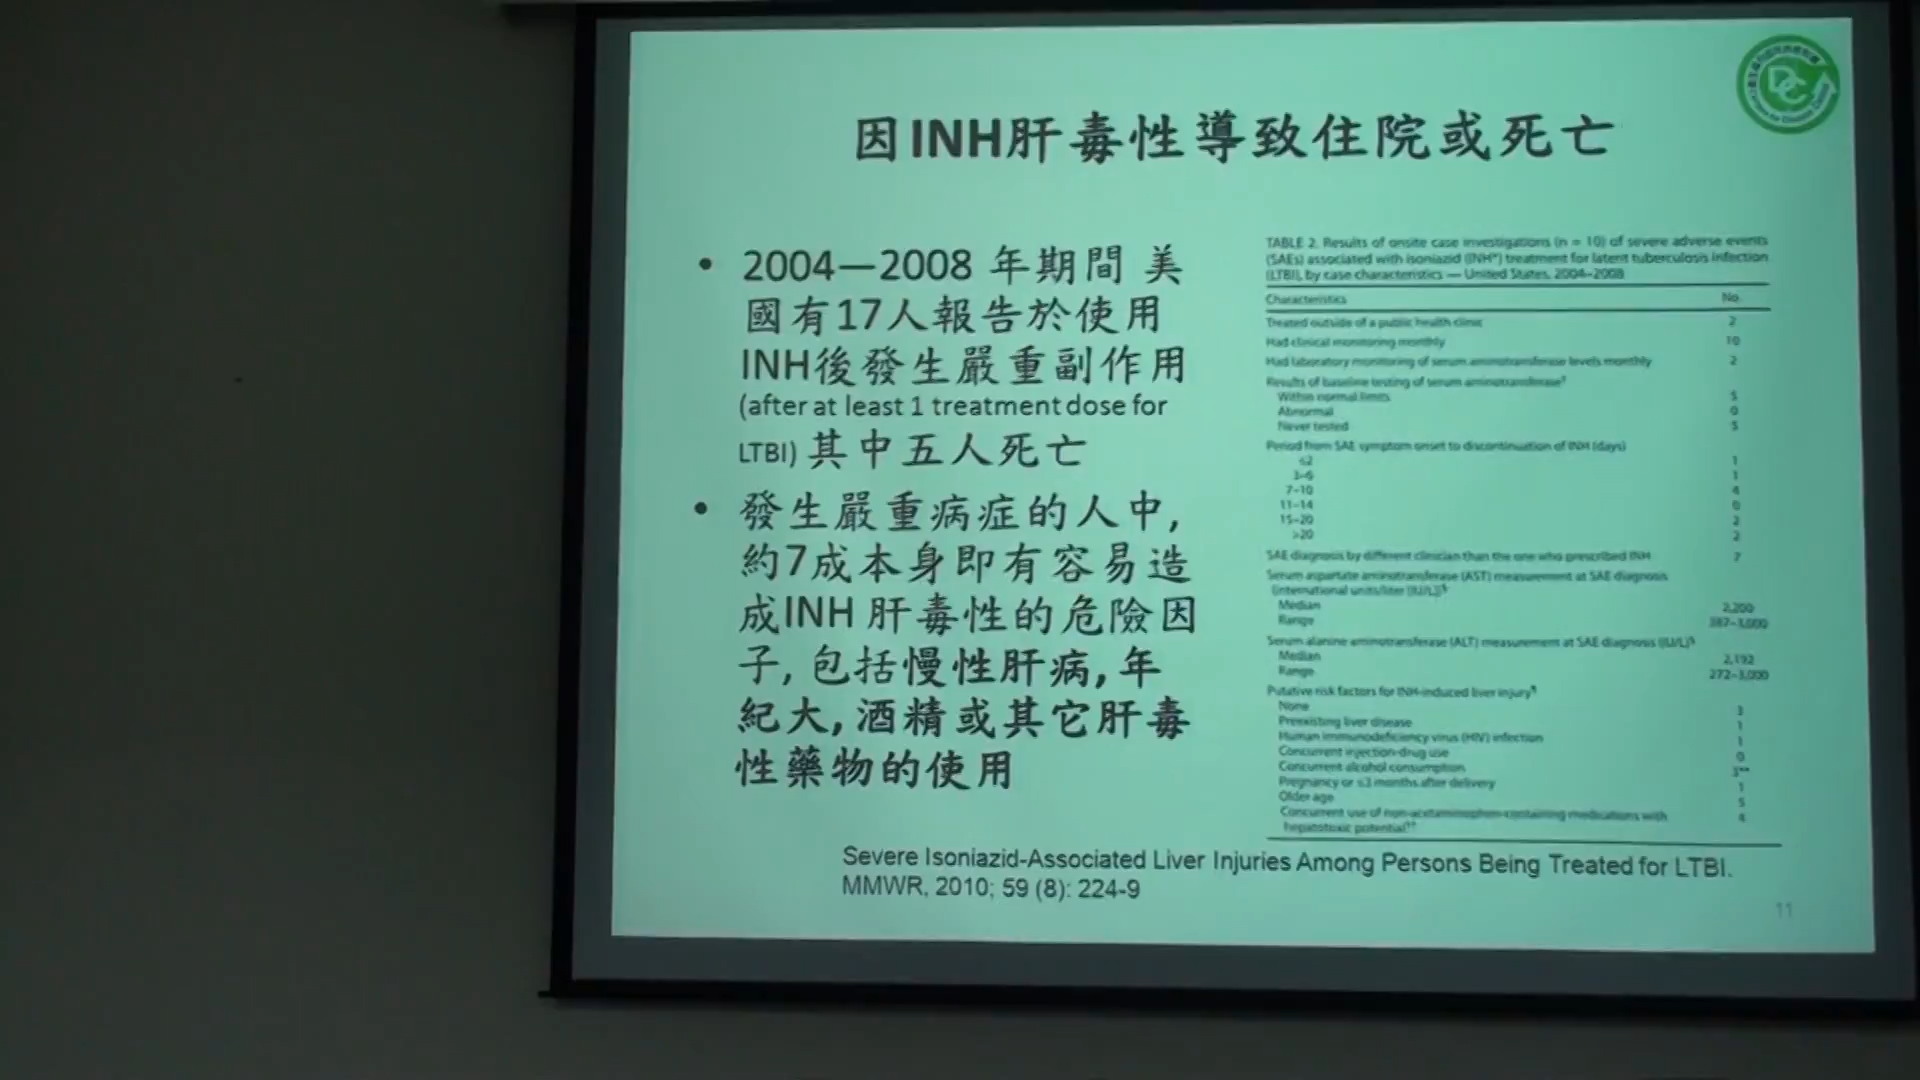 因INH肝毒性導致住院或死亡
• 2004—2008 年期間 美
國有17人報告於使用
INH後發生嚴重副作用
(after at least 1 treatment dose for
LTBI) 其中五人死亡
• 發生嚴重病症的人中,
約7成本身即有容易造
成INH 肝毒性的危險因
子, 包括慢性肝病, 年
紀大, 酒精或其它肝毒
性藥物的使用
TABLE 2. Results of onsite case investigations (n = 10) of severe adverse events
(SAEs) associated with isoniazid (INH*) treatment for latent tuberculosis infection
(LTBI), by case characteristics — United States, 2004–2008
Characteristics No.
Treated outside of a public health clinic 2
Had clinical monitoring monthly 10
Had laboratory monitoring of serum aminotransferase levels monthly 2
Results of baseline testing of serum aminotransferase†
Within normal limits 5
Abnormal 0
Never tested 5
Period from SAE symptom onset to discontinuation of INH (days)
≤2 1
3–6 1
7–10 4
11–14 0
15–20 2
>20 2
SAE diagnosis by different clinician than the one who prescribed INH 7
Serum aspartate aminotransferase (AST) measurement at SAE diagnosis
(international units/liter [IU/L])§
Median 2,200
Range 387–3,000
Serum alanine aminotransferase (ALT) measurement at SAE diagnosis (IU/L)§
Median 2,192
Range 272–3,000
Putative risk factors for INH-induced liver injury¶
None 3
Preexisting liver disease 1
Human immunodeficiency virus (HIV) infection 1
Concurrent injection-drug use 0
Concurrent alcohol consumption 3**
Pregnancy or ≤3 months after delivery 1
Older age 5
Concurrent use of non-acetaminophen-containing medications with 4
hepatotoxic potential††
Severe Isoniazid-Associated Liver Injuries Among Persons Being Treated for LTBI.
MMWR, 2010; 59 (8): 224-9
11